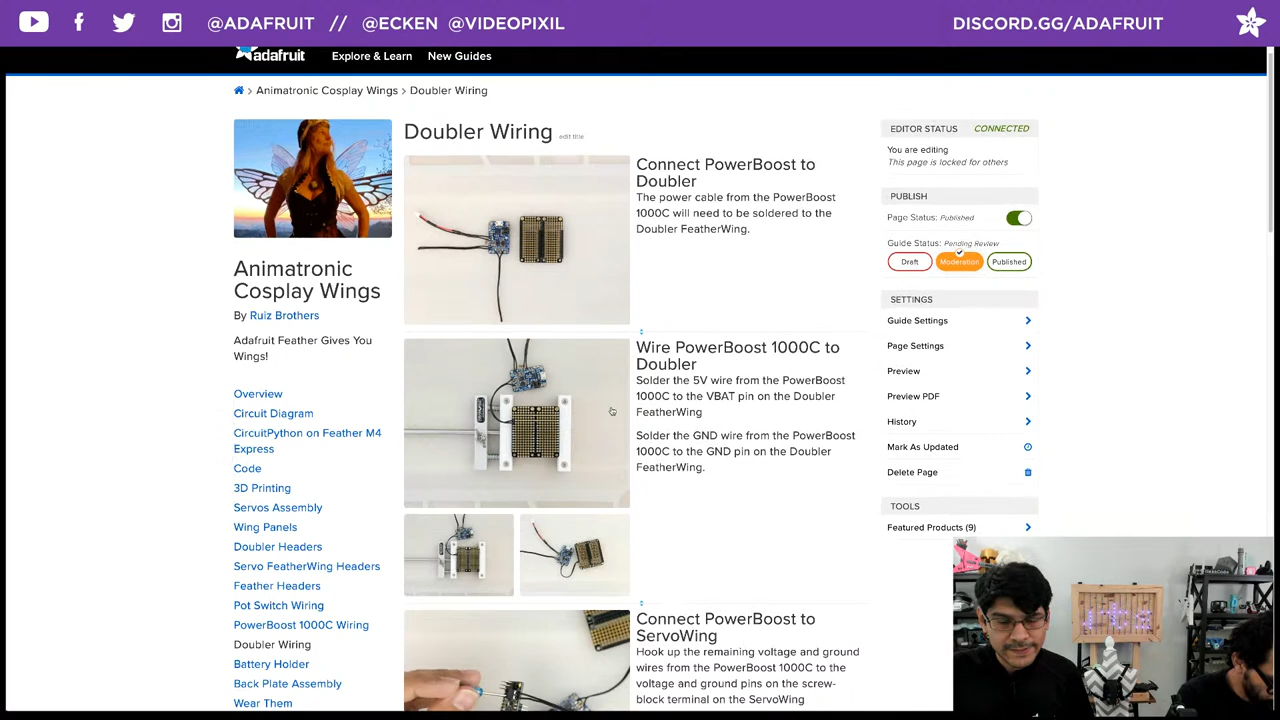 @ADAFRUIT // @ECKEN @VIDEOPIXIL
DISCORD.GG/ADAFRUIT
adafruit
Explore & Learn
New Guides
Animatronic Cosplay Wings > Doubler Wiring
Animatronic
Cosplay Wings
By Ruiz Brothers
Adafruit Feather Gives You
Wings!
Overview
Circuit Diagram
CircuitPython on Feather M4
Express
Code
3D Printing
Servos Assembly
Wing Panels
Doubler Headers
Servo FeatherWing Headers
Feather Headers
Pot Switch Wiring
PowerBoost 1000C Wiring
Doubler Wiring
Battery Holder
Back Plate Assembly
Wear Them
Doubler Wiring edit title
Connect PowerBoost to
Doubler
The power cable from the PowerBoost
1000C will need to be soldered to the
Doubler FeatherWing.
Wire PowerBoost 1000C to
Doubler
Solder the 5V wire from the PowerBoost
1000C to the VBAT pin on the Doubler
FeatherWing
Solder the GND wire from the PowerBoost
1000C to the GND pin on the Doubler
FeatherWing.
Connect PowerBoost to
ServoWing
Hook up the remaining voltage and ground
wires from the PowerBoost 1000C to the
voltage and ground pins on the screw-
block terminal on the ServoWing
EDITOR STATUS CONNECTED
You are editing
This page is locked for others
PUBLISH
Page Status: Published
Guide Status: Pending Review
Draft
Moderation
Published
SETTINGS
Guide Settings
Page Settings
Preview
Preview PDF
History
Mark As Updated
Delete Page
TOOLS
Featured Products (9)